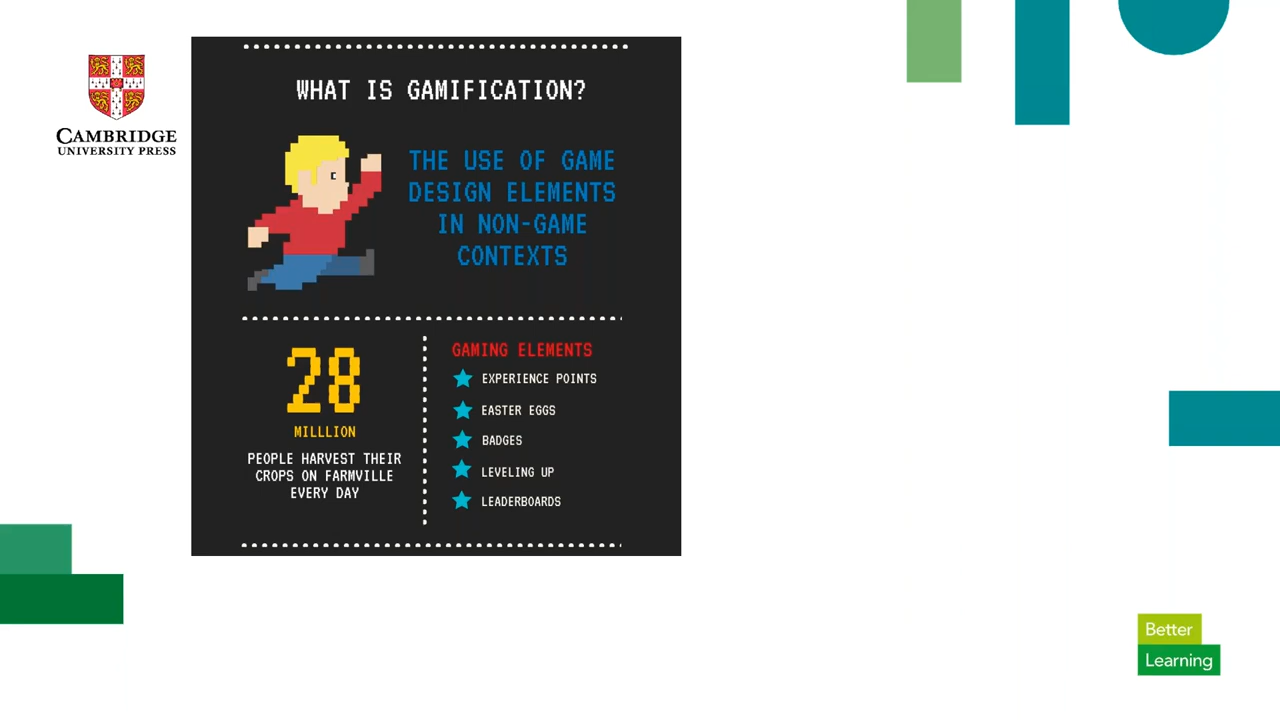 CAMBRIDGE
UNIVERSITY PRESS
WHAT IS GAMIFICATION?
THE USE OF GAME
DESIGN ELEMENTS
IN NON-GAME
CONTEXTS
28
MILLLION
PEOPLE HARVEST THEIR
CROPS ON FARMVILLE
EVERY DAY
GAMING ELEMENTS
EXPERIENCE POINTS
EASTER EGGS
BADGES
LEVELING UP
LEADERBOARDS
Better
Learning